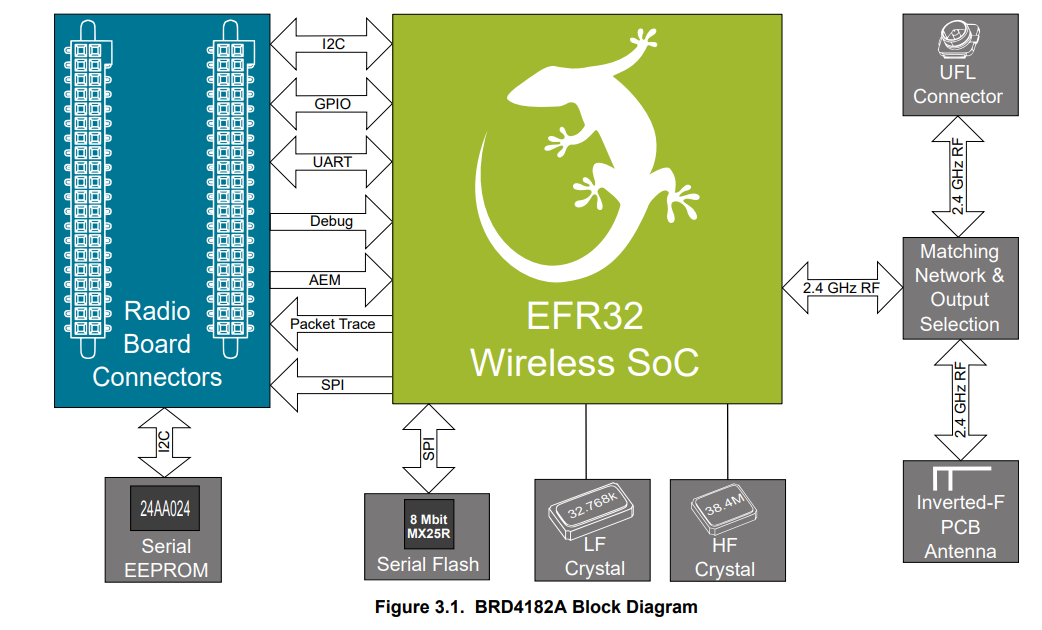 I2C
GPIO
UART
Debug
AEM
Packet Trace
SPI
Radio
Board
Connectors
EFR32
Wireless SoC
UFL
Connector
2.4 GHz RF
2.4 GHz RF
Matching
Network &
Output
Selection
2.4 GHz RF
Inverted-F
PCB
Antenna
I2C
24AA024
Serial
EEPROM
SPI
8 Mbit
MX25R
Serial Flash
32.768k
LF
Crystal
38.4M
HF
Crystal
Figure 3.1. BRD4182A Block Diagram